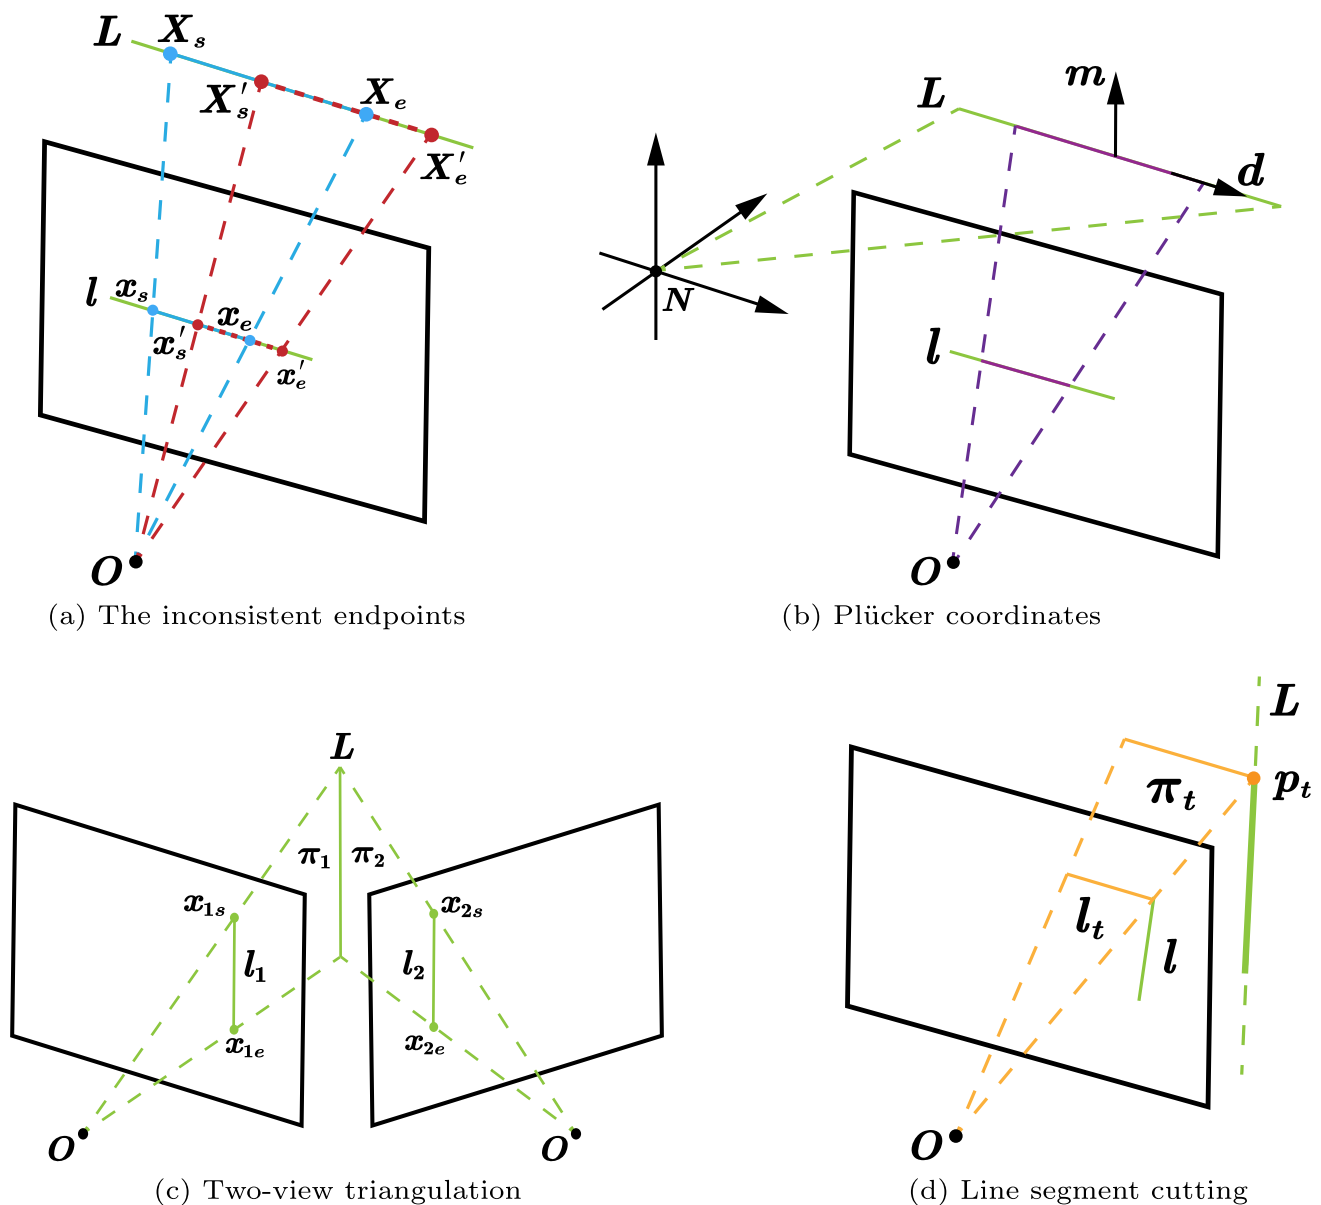 L X_s
X'_s X_e
X'_e
l x_s
x'_s x_e
x'_e
O
(a) The inconsistent endpoints
m
L
d
N
l
O
(b) Plücker coordinates
L
π_1 π_2
x_1s x_2s
l_1 l_2
x_1e x_2e
O O
(c) Two-view triangulation
L
p_t
π_t
l_t
l
O
(d) Line segment cutting